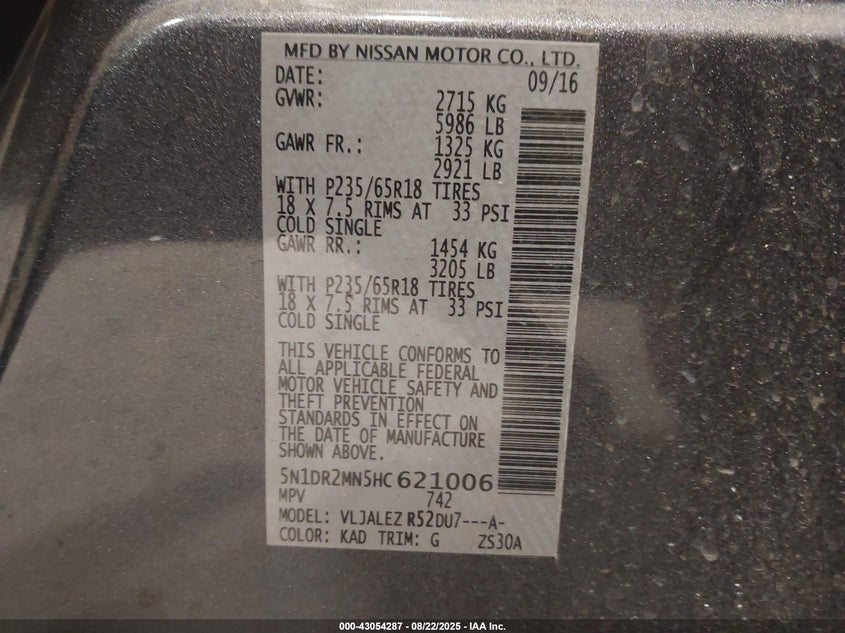 MFD BY NISSAN MOTOR CO., LTD.
DATE: 09/16
GVWR: 2715 KG
5986 LB
GAWR FR.: 1325 KG
2921 LB
WITH P235/65R18 TIRES
18 X 7.5 RIMS AT 33 PSI
COLD SINGLE
GAWR RR.: 1454 KG
3205 LB
WITH P235/65R18 TIRES
18 X 7.5 RIMS AT 33 PSI
COLD SINGLE
THIS VEHICLE CONFORMS TO
ALL APPLICABLE FEDERAL
MOTOR VEHICLE SAFETY AND
THEFT PREVENTION
STANDARDS IN EFFECT ON
THE DATE OF MANUFACTURE
SHOWN ABOVE.
5N1DR2MN5HC621006
MPV 742
MODEL: VLJALEZ R52DU7---A-
COLOR: KAD TRIM: G ZS30A
000-43054287 - 08/22/2025 - IAA Inc.